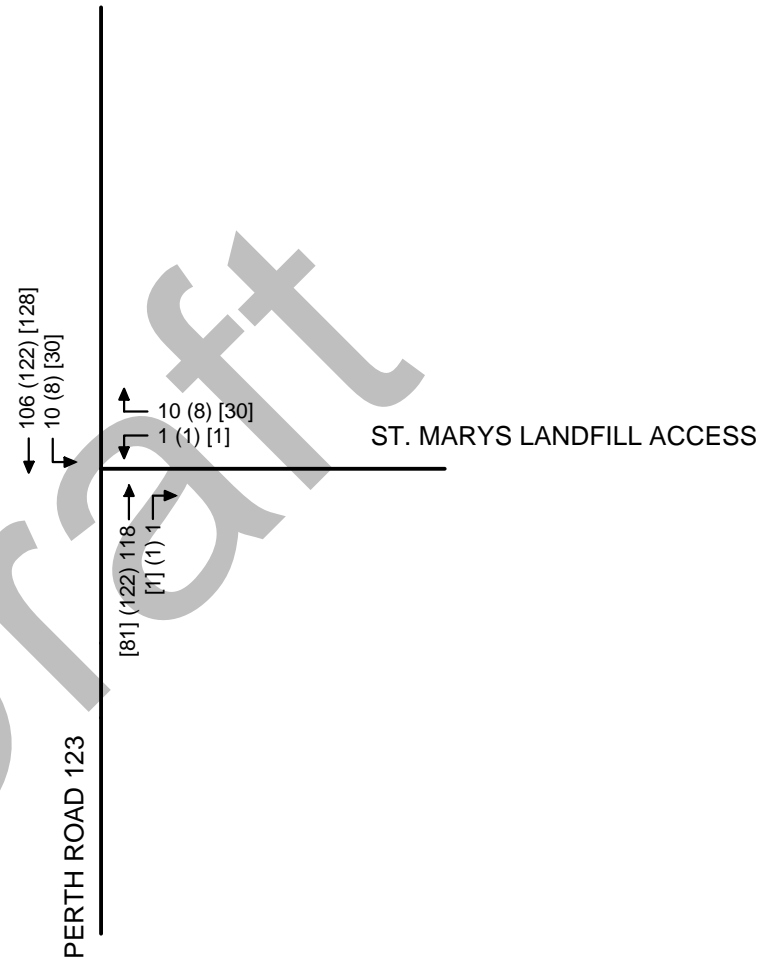 106 (122) [128]
10 (8) [30]
10 (8) [30]
1 (1) [1]
ST. MARYS LANDFILL ACCESS
[81] (122) 118
[1] (1) 1
PERTH ROAD 123
Draft